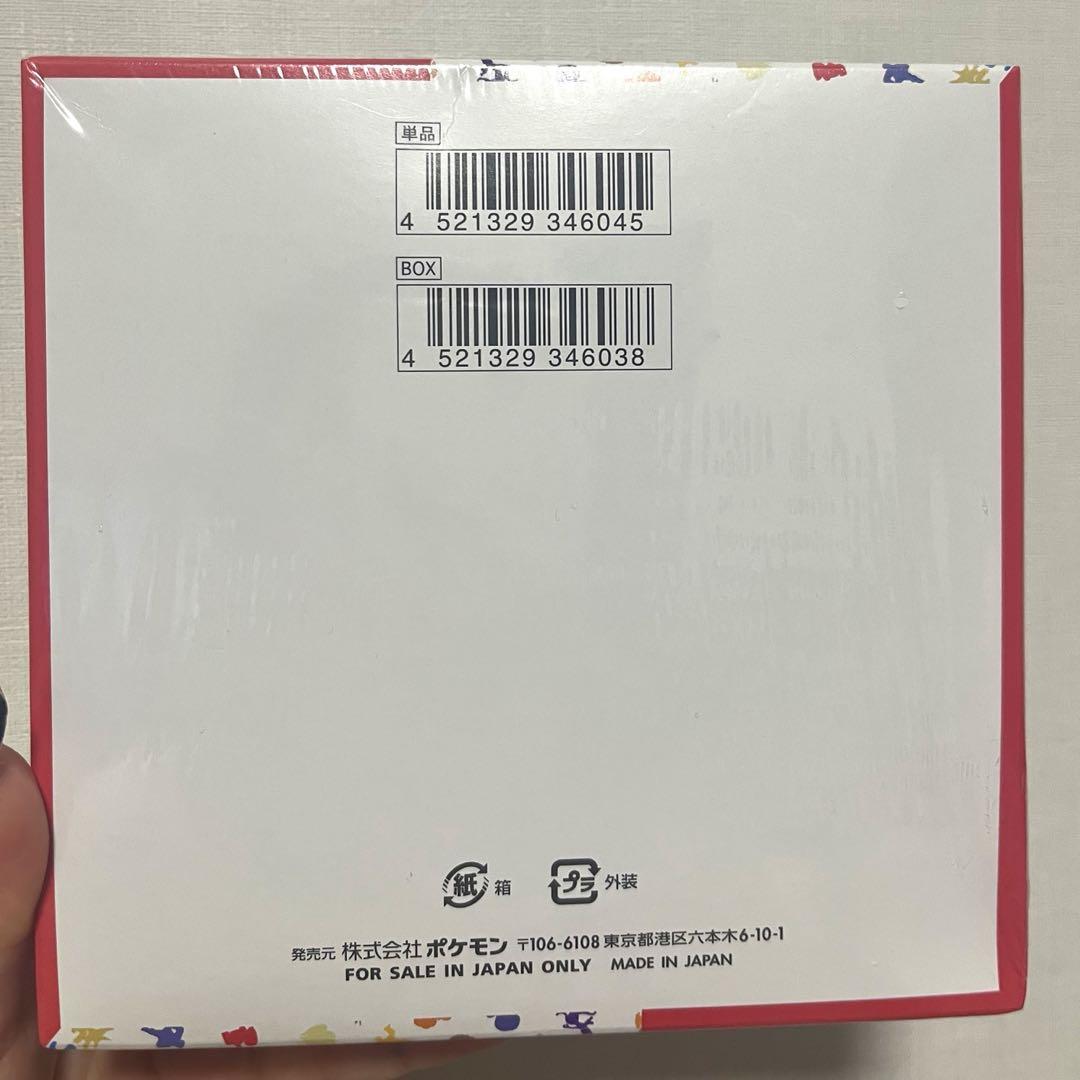 単品
4 521329 346045
BOX
4 521329 346038
紙 箱 プラ 外装
発売元 株式会社 ポケモン 〒106-6108 東京都港区六本木6-10-1
FOR SALE IN JAPAN ONLY MADE IN JAPAN